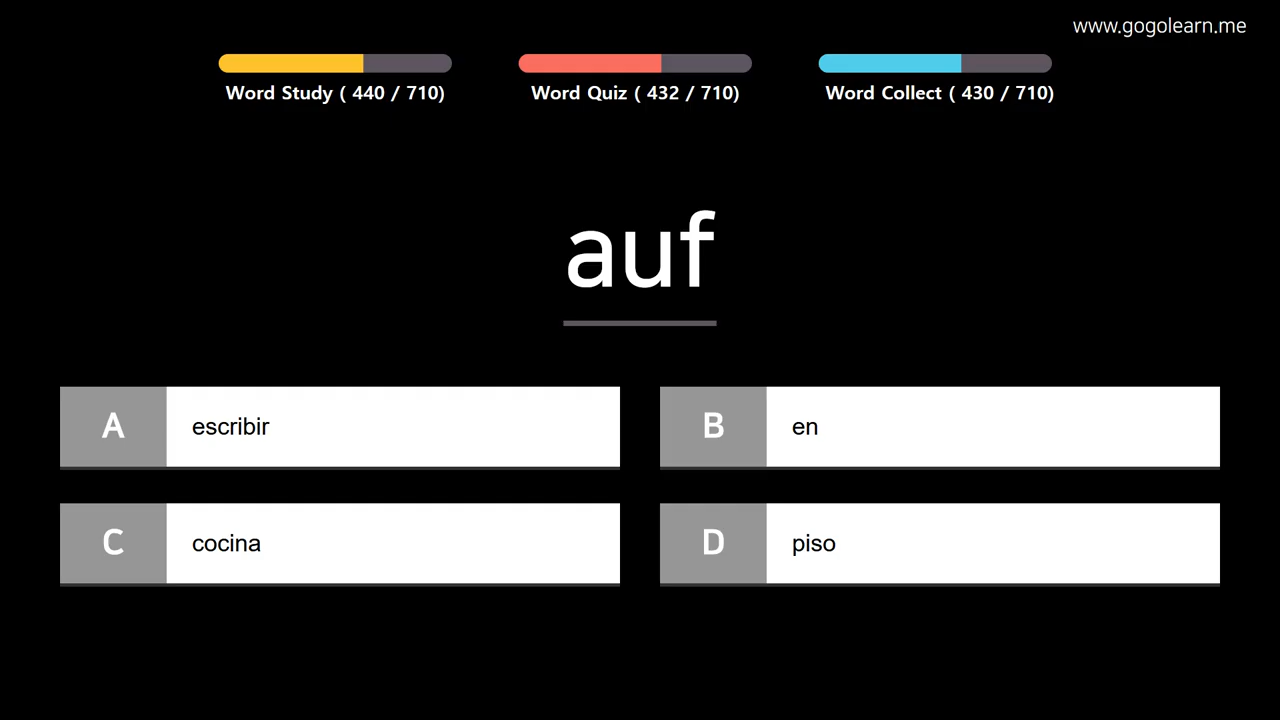 www.gogolearn.me
Word Study ( 440 / 710)
Word Quiz ( 432 / 710)
Word Collect ( 430 / 710)
auf
A escribir
B en
C cocina
D piso